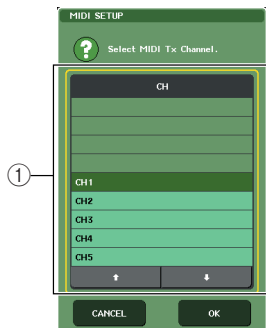 MIDI SETUP
?
Select MIDI Tx Channel.
CH
1
CH1
CH2
CH3
CH4
CH5
CANCEL
OK